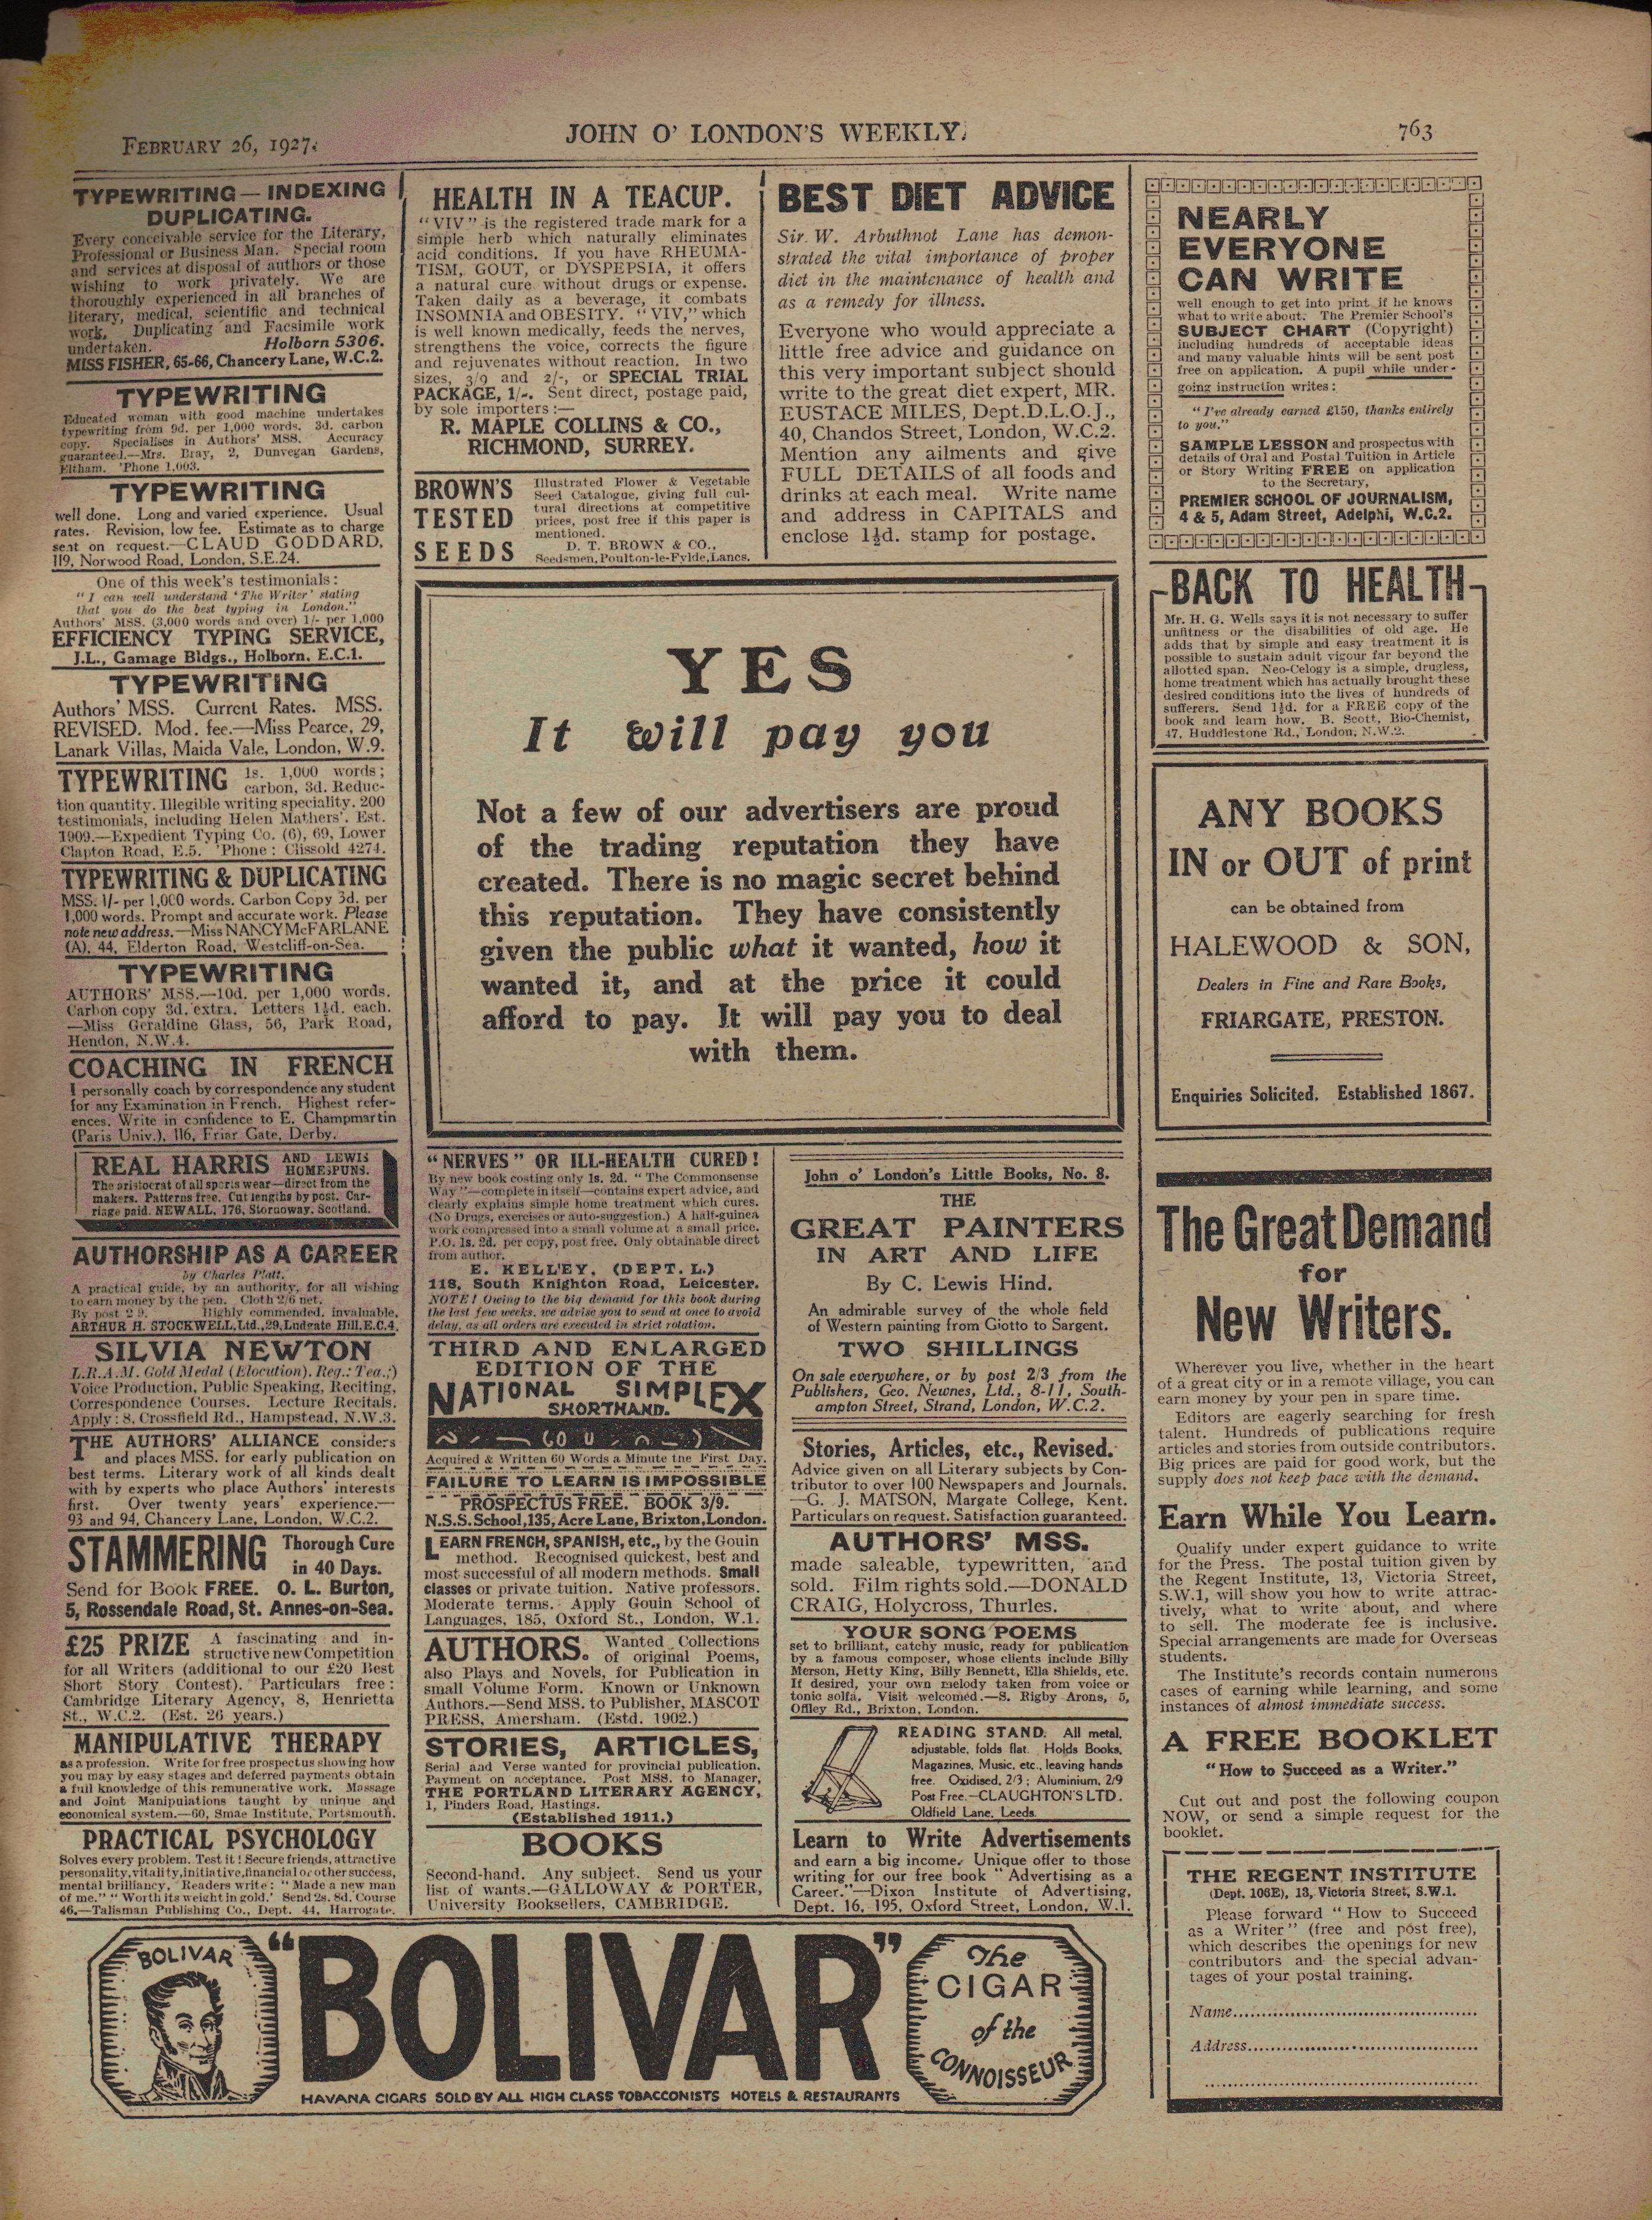 FEBRUARY 26, 1927.
JOHN O' LONDON'S WEEKLY.
763
TYPEWRITING — INDEXING
DUPLICATING.
Every conceivable service for the Literary,
Professional or Business Man. Special room
and services at disposal of authors or those
wishing to work privately. We are
thoroughly experienced in all branches of
literary, medical, scientific and technical
work. Duplicating and Facsimile work
undertaken. Holborn 5306.
MISS FISHER, 65-66, Chancery Lane, W.C.2.
TYPEWRITING
Educated woman with good machine undertakes
typewriting from 9d. per 1,000 words. 3d. carbon
copy. Specialises in Authors' MSS. Accuracy
guaranteed.—Mrs. Bray, 2, Dunvegan Gardens,
Eltham. 'Phone 1,003.
TYPEWRITING
well done. Long and varied experience. Usual
rates. Revision, low fee. Estimate as to charge
sent on request.—CLAUD GODDARD,
119, Norwood Road, London, S.E.24.
One of this week's testimonials:
"I can well understand 'The Writer' stating
that you do the best typing in London."
Authors' MSS. (3,000 words and over) 1/- per 1,000
EFFICIENCY TYPING SERVICE,
J.L., Gamage Bldgs., Holborn, E.C.1.
TYPEWRITING
Authors' MSS. Current Rates. MSS.
REVISED. Mod. fee.—Miss Pearce, 29,
Lanark Villas, Maida Vale, London, W.9.
TYPEWRITING 1s. 1,000 words;
carbon, 3d. Reduc-
tion quantity. Illegible writing speciality. 200
testimonials, including Helen Mathers'. Est.
1909.—Expedient Typing Co. (6), 69, Lower
Clapton Road, E.5. 'Phone: Clissold 4274.
TYPEWRITING & DUPLICATING
MSS. 1/- per 1,000 words. Carbon Copy 3d. per
1,000 words. Prompt and accurate work. Please
note new address.—Miss NANCY McFARLANE
(A), 44, Elderton Road, Westcliff-on-Sea.
TYPEWRITING
AUTHORS' MSS.—10d. per 1,000 words.
Carbon copy 3d. extra. Letters 1½d. each.
—Miss Geraldine Glass, 56, Park Road,
Hendon, N.W.4.
COACHING IN FRENCH
I personally coach by correspondence any student
for any Examination in French. Highest refer-
ences. Write in confidence to E. Champmartin
(Paris Univ.), 116, Friar Gate, Derby.
REAL HARRIS AND LEWIS
HOMESPUNS.
The aristocrat of all sports wear—direct from the
makers. Patterns free. Cut lengths by post. Car-
riage paid. NEWALL, 176, Stornoway, Scotland.
AUTHORSHIP AS A CAREER
by Charles Platt.
A practical guide, by an authority, for all wishing
to earn money by the pen. Cloth 2/6 net.
By post 2 9. Highly commended, invaluable.
ARTHUR H. STOCKWELL, Ltd., 29, Ludgate Hill, E.C.4.
SILVIA NEWTON
L.R.A.M. Gold Medal (Elocution). Reg.: Tea.;)
Voice Production, Public Speaking, Reciting,
Correspondence Courses. Lecture Recitals.
Apply: 8, Crossfield Rd., Hampstead, N.W.3.
THE AUTHORS' ALLIANCE considers
and places MSS. for early publication on
best terms. Literary work of all kinds dealt
with by experts who place Authors' interests
first. Over twenty years' experience.—
93 and 94, Chancery Lane, London, W.C.2.
STAMMERING Thorough Cure
in 40 Days.
Send for Book FREE. O. L. Burton,
5, Rossendale Road, St. Annes-on-Sea.
£25 PRIZE A fascinating and in-
structive new Competition
for all Writers (additional to our £20 Best
Short Story Contest). Particulars free:
Cambridge Literary Agency, 8, Henrietta
St., W.C.2. (Est. 26 years.)
MANIPULATIVE THERAPY
as a profession. Write for free prospectus showing how
you may by easy stages and deferred payments obtain
a full knowledge of this remunerative work. Massage
and Joint Manipulations taught by unique and
economical system.—60, Smae Institute, Portsmouth.
PRACTICAL PSYCHOLOGY
Solves every problem. Test it! Secure friends, attractive
personality, vitality, initiative, financial or other success,
mental brilliancy. Readers write: "Made a new man
of me." "Worth its weight in gold.' Send 2s. 8d. Course
46.—Talisman Publishing Co., Dept. 44, Harrogate.
HEALTH IN A TEACUP.
"VIV" is the registered trade mark for a
simple herb which naturally eliminates
acid conditions. If you have RHEUMA-
TISM, GOUT, or DYSPEPSIA, it offers
a natural cure without drugs or expense.
Taken daily as a beverage, it combats
INSOMNIA and OBESITY. "VIV," which
is well known medically, feeds the nerves,
strengthens the voice, corrects the figure
and rejuvenates without reaction. In two
sizes, 3/9 and 2/-, or SPECIAL TRIAL
PACKAGE, 1/-. Sent direct, postage paid,
by sole importers:—
R. MAPLE COLLINS & CO.,
RICHMOND, SURREY.
BROWN'S
TESTED
SEEDS
Illustrated Flower & Vegetable
Seed Catalogue, giving full cul-
tural directions at competitive
prices, post free if this paper is
mentioned.
D. T. BROWN & CO.,
Seedsmen, Poulton-le-Fylde, Lancs.
BEST DIET ADVICE
Sir. W. Arbuthnot Lane has demon-
strated the vital importance of proper
diet in the maintenance of health and
as a remedy for illness.
Everyone who would appreciate a
little free advice and guidance on
this very important subject should
write to the great diet expert, MR.
EUSTACE MILES, Dept. D.L.O.J.,
40, Chandos Street, London, W.C.2.
Mention any ailments and give
FULL DETAILS of all foods and
drinks at each meal. Write name
and address in CAPITALS and
enclose 1½d. stamp for postage.
YES
It will pay you
Not a few of our advertisers are proud
of the trading reputation they have
created. There is no magic secret behind
this reputation. They have consistently
given the public what it wanted, how it
wanted it, and at the price it could
afford to pay. It will pay you to deal
with them.
"NERVES" OR ILL-HEALTH CURED!
By new book costing only 1s. 2d. "The Commonsense
Way"—complete in itself—contains expert advice, and
clearly explains simple home treatment which cures.
(No Drugs, exercises or auto-suggestion.) A half-guinea
work compressed into a small volume at a small price.
P.O. 1s. 2d. per copy, post free. Only obtainable direct
from author.
E. KELLEY, (DEPT. L.)
118, South Knighton Road, Leicester.
NOTE! Owing to the big demand for this book during
the last few weeks, we advise you to send at once to avoid
delay, as all orders are executed in strict rotation.
THIRD AND ENLARGED
EDITION OF THE
NATIONAL SIMPLEX
SHORTHAND.
Acquired & Written 60 Words a Minute the First Day.
FAILURE TO LEARN IS IMPOSSIBLE
PROSPECTUS FREE. BOOK 3/9.
N.S.S. School, 135, Acre Lane, Brixton, London.
LEARN FRENCH, SPANISH, etc., by the Gouin
method. Recognised quickest, best and
most successful of all modern methods. Small
classes or private tuition. Native professors.
Moderate terms. Apply Gouin School of
Languages, 185, Oxford St., London, W.1.
AUTHORS. Wanted Collections
of original Poems,
also Plays and Novels, for Publication in
small Volume Form. Known or Unknown
Authors.—Send MSS. to Publisher, MASCOT
PRESS, Amersham. (Estd. 1902.)
STORIES, ARTICLES,
Serial and Verse wanted for provincial publication.
Payment on acceptance. Post MSS. to Manager,
THE PORTLAND LITERARY AGENCY,
1, Pinders Road, Hastings.
(Established 1911.)
BOOKS
Second-hand. Any subject. Send us your
list of wants.—GALLOWAY & PORTER,
University Booksellers, CAMBRIDGE.
John o' London's Little Books, No. 8.
THE
GREAT PAINTERS
IN ART AND LIFE
By C. Lewis Hind.
An admirable survey of the whole field
of Western painting from Giotto to Sargent.
TWO SHILLINGS
On sale everywhere, or by post 2/3 from the
Publishers, Geo. Newnes, Ltd., 8-11, South-
ampton Street, Strand, London, W.C.2.
Stories, Articles, etc., Revised.
Advice given on all Literary subjects by Con-
tributor to over 100 Newspapers and Journals.
—G. J. MATSON, Margate College, Kent.
Particulars on request. Satisfaction guaranteed.
AUTHORS' MSS.
made saleable, typewritten, and
sold. Film rights sold.—DONALD
CRAIG, Holycross, Thurles.
YOUR SONG POEMS
set to brilliant, catchy music, ready for publication
by a famous composer, whose clients include Billy
Merson, Hetty King, Billy Bennett, Ella Shields, etc.
If desired, your own melody taken from voice or
tonic solfa. Visit welcomed.—S. Rigby Arons, 5,
Offley Rd., Brixton, London.
READING STAND. All metal,
adjustable, folds flat. Holds Books,
Magazines, Music, etc., leaving hands
free. Oxidised, 2/3; Aluminium, 2/9
Post Free.—CLAUGHTON'S LTD.
Oldfield Lane, Leeds.
Learn to Write Advertisements
and earn a big income. Unique offer to those
writing for our free book "Advertising as a
Career."—Dixon Institute of Advertising,
Dept. 16, 195, Oxford Street, London, W.1.
NEARLY
EVERYONE
CAN WRITE
well enough to get into print if he knows
what to write about. The Premier School's
SUBJECT CHART (Copyright)
including hundreds of acceptable ideas
and many valuable hints will be sent post
free on application. A pupil while under-
going instruction writes:
"I've already earned £150, thanks entirely
to you."
SAMPLE LESSON and prospectus with
details of Oral and Postal Tuition in Article
or Story Writing FREE on application
to the Secretary,
PREMIER SCHOOL OF JOURNALISM,
4 & 5, Adam Street, Adelphi, W.C.2.
BACK TO HEALTH
Mr. H. G. Wells says it is not necessary to suffer
unfitness or the disabilities of old age. He
adds that by simple and easy treatment it is
possible to sustain adult vigour far beyond the
allotted span. Neo-Celogy is a simple, drugless,
home treatment which has actually brought these
desired conditions into the lives of hundreds of
sufferers. Send 1½d. for a FREE copy of the
book and learn how. B. Scott, Bio-Chemist,
47, Huddlestone Rd., London, N.W.2.
ANY BOOKS
IN or OUT of print
can be obtained from
HALEWOOD & SON,
Dealers in Fine and Rare Books,
FRIARGATE, PRESTON.
Enquiries Solicited. Established 1867.
The Great Demand
for
New Writers.
Wherever you live, whether in the heart
of a great city or in a remote village, you can
earn money by your pen in spare time.
Editors are eagerly searching for fresh
talent. Hundreds of publications require
articles and stories from outside contributors.
Big prices are paid for good work, but the
supply does not keep pace with the demand.
Earn While You Learn.
Qualify under expert guidance to write
for the Press. The postal tuition given by
the Regent Institute, 13, Victoria Street,
S.W.1, will show you how to write attrac-
tively, what to write about, and where
to sell. The moderate fee is inclusive.
Special arrangements are made for Overseas
students.
The Institute's records contain numerous
cases of earning while learning, and some
instances of almost immediate success.
A FREE BOOKLET
"How to Succeed as a Writer."
Cut out and post the following coupon
NOW, or send a simple request for the
booklet.
THE REGENT INSTITUTE
(Dept. 106E), 13, Victoria Street, S.W.1.
Please forward "How to Succeed
as a Writer" (free and post free),
which describes the openings for new
contributors and the special advan-
tages of your postal training.
Name
Address
BOLIVAR
"BOLIVAR"
The
CIGAR
of the
CONNOISSEUR
HAVANA CIGARS SOLD BY ALL HIGH CLASS TOBACCONISTS HOTELS & RESTAURANTS